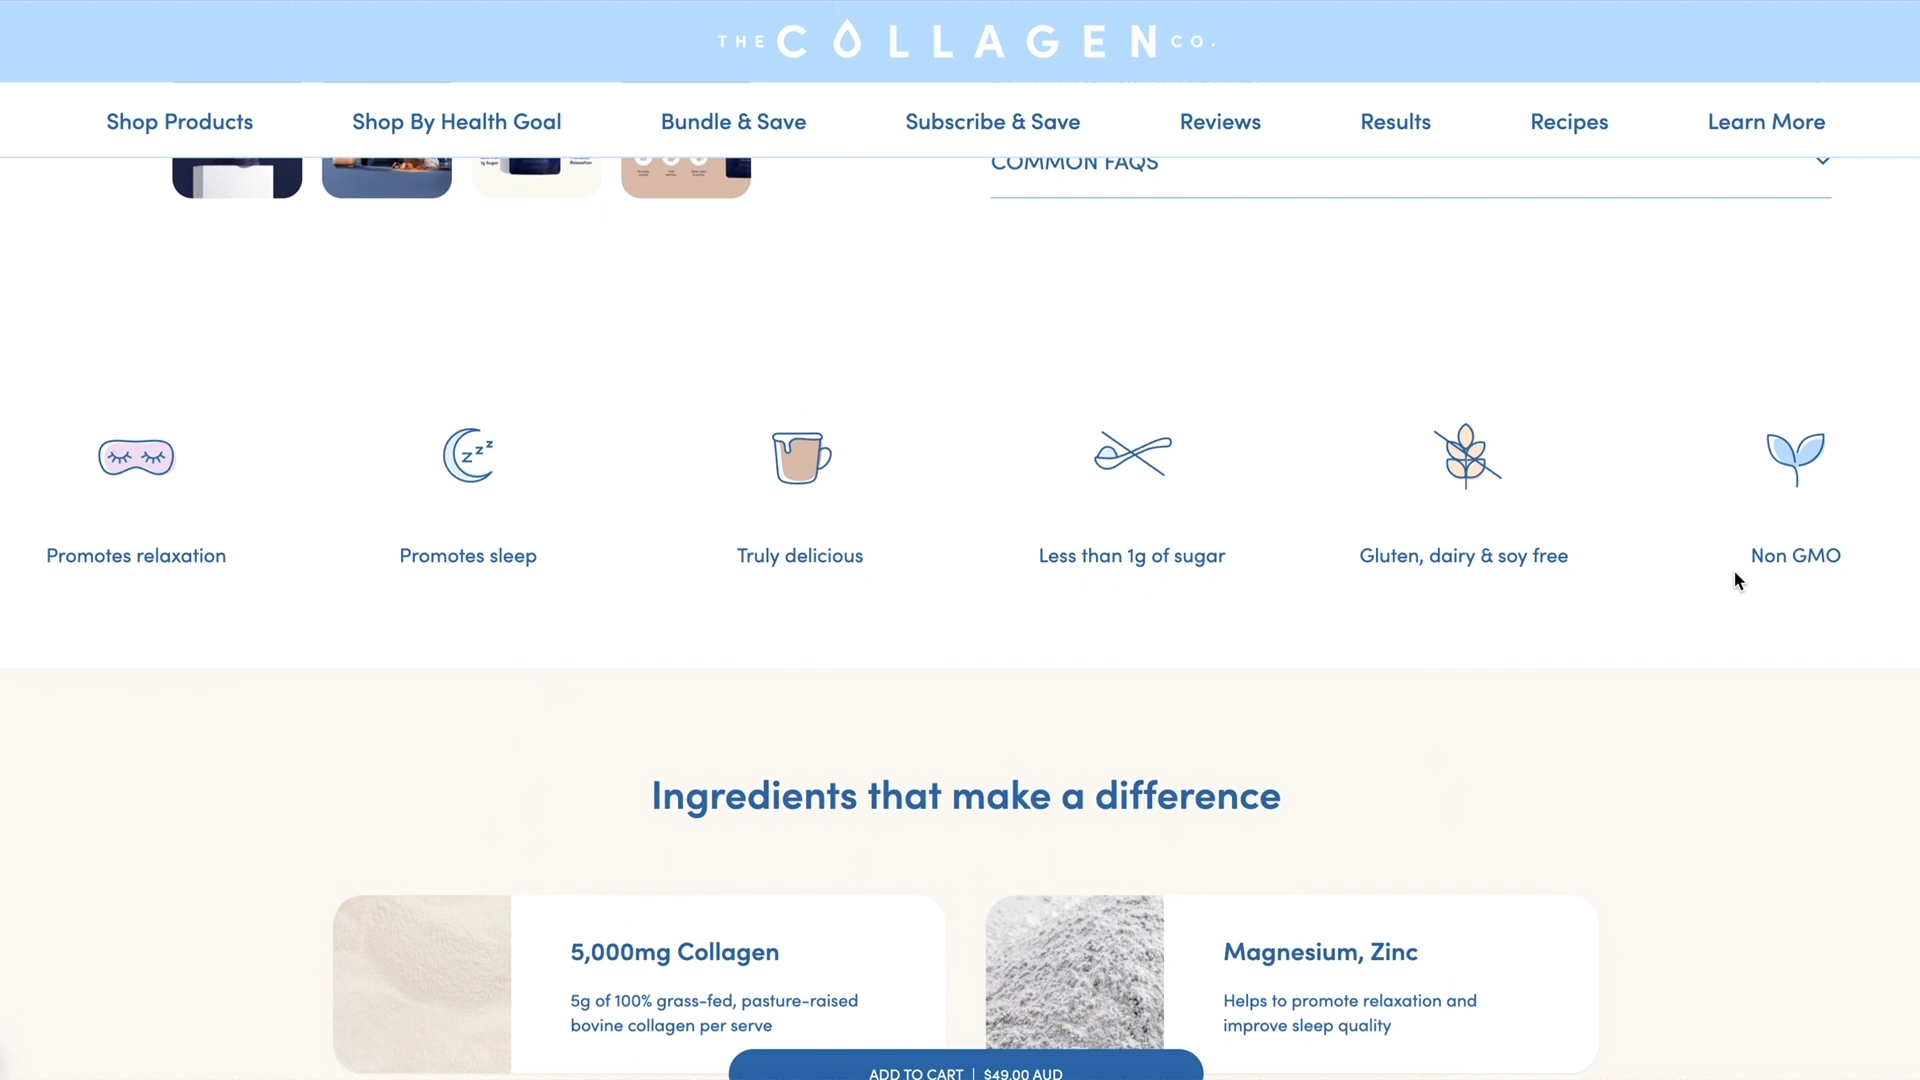 THE COLLAGEN CO.
Shop Products Shop By Health Goal Bundle & Save Subscribe & Save Reviews Results Recipes Learn More
COMMON FAQS
z z z
Promotes relaxation Promotes sleep Truly delicious Less than 1g of sugar Gluten, dairy & soy free Non GMO
Ingredients that make a difference
5,000mg Collagen
5g of 100% grass-fed, pasture-raised
bovine collagen per serve
Magnesium, Zinc
Helps to promote relaxation and
improve sleep quality
ADD TO CART | $49.00 AUD